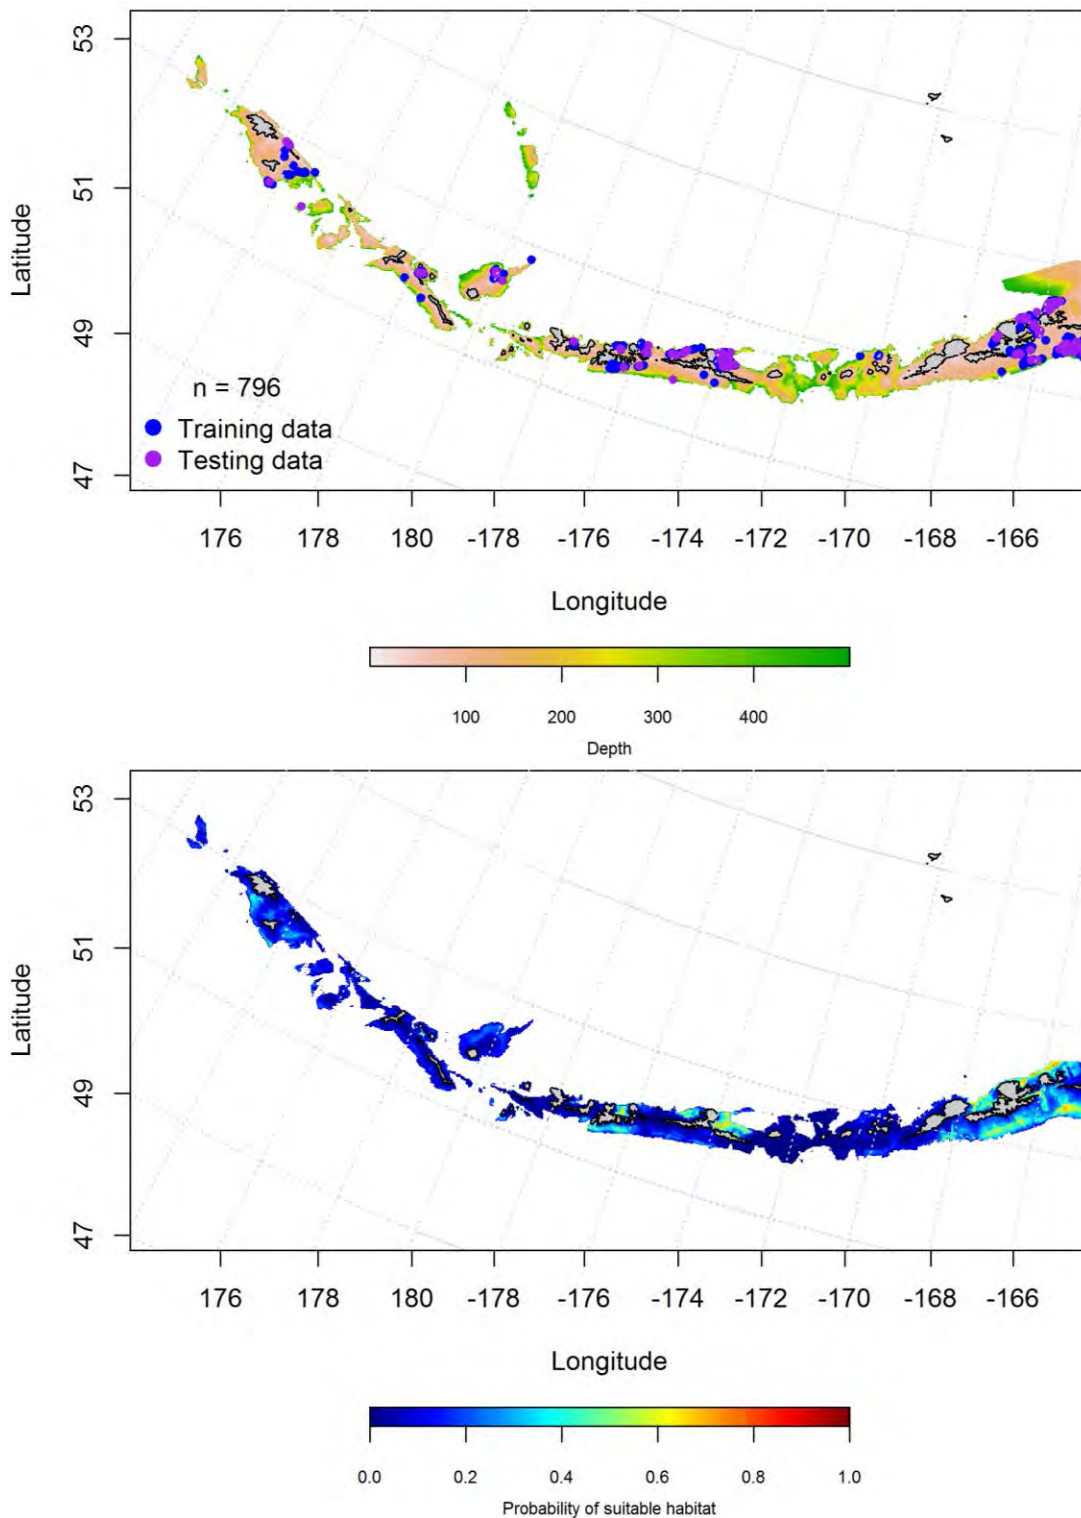 53
51
49
47
Latitude
n = 796
Training data
Testing data
176 178 180 -178 -176 -174 -172 -170 -168 -166
Longitude
100 200 300 400
Depth
53
51
49
47
Latitude
176 178 180 -178 -176 -174 -172 -170 -168 -166
Longitude
0.0 0.2 0.4 0.6 0.8 1.0
Probability of suitable habitat